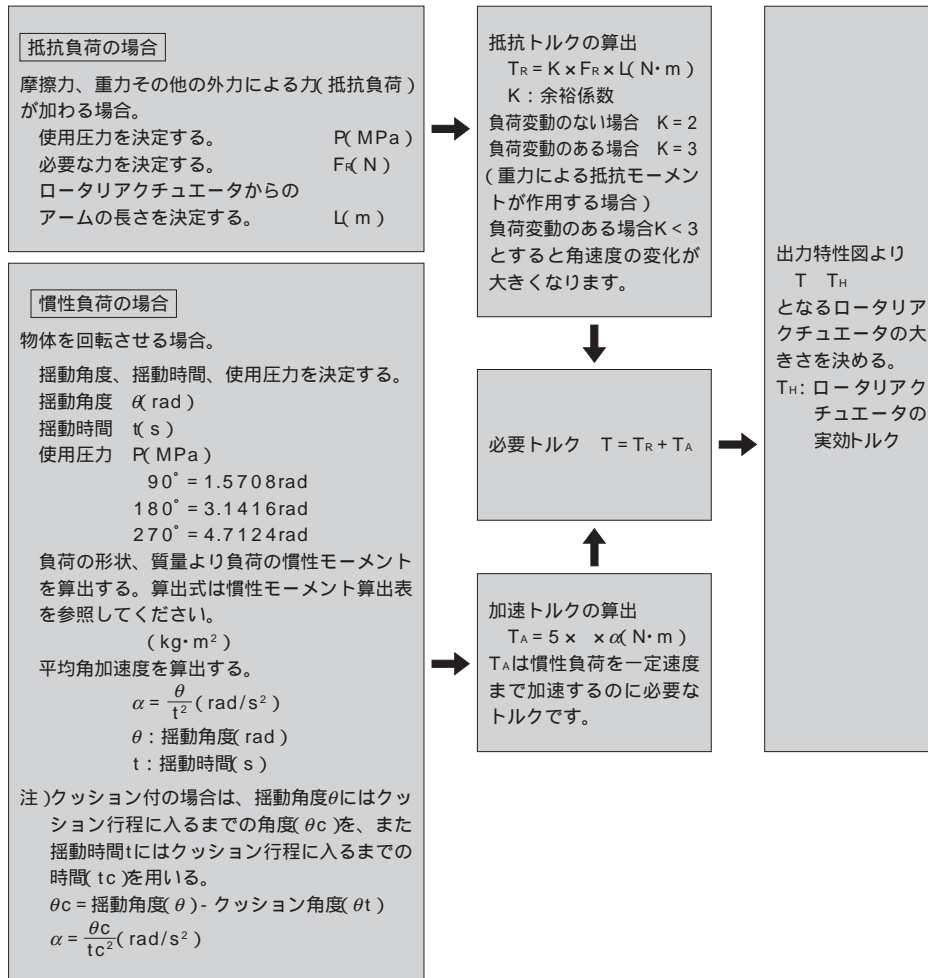 抵抗負荷の場合
摩擦力、重力その他の外力による力(抵抗負荷)
が加わる場合。
使用圧力を決定する。 P(MPa)
必要な力を決定する。 FR(N)
ロータリアクチュエータからの
アームの長さを決定する。 L(m)
慣性負荷の場合
物体を回転させる場合。
揺動角度、揺動時間、使用圧力を決定する。
揺動角度 θ(rad)
揺動時間 t(s)
使用圧力 P(MPa)
90°=1.5708rad
180°=3.1416rad
270°=4.7124rad
負荷の形状、質量より負荷の慣性モーメント
を算出する。算出式は慣性モーメント算出表
を参照してください。
(kg・m²)
平均角加速度を算出する。
α=θ/t²(rad/s²)
θ:揺動角度(rad)
t:揺動時間(s)
注)クッション付の場合は、揺動角度θにはクッ
ション行程に入るまでの角度(θc)を、また
揺動時間tにはクッション行程に入るまでの
時間(tc)を用いる。
θc=揺動角度(θ)-クッション角度(θt)
α=θc/tc²(rad/s²)
抵抗トルクの算出
TR=K×FR×L(N・m)
K:余裕係数
負荷変動のない場合 K=2
負荷変動のある場合 K=3
(重力による抵抗モーメン
トが作用する場合)
負荷変動のある場合K<3
とすると角速度の変化が
大きくなります。
必要トルク T=TR+TA
加速トルクの算出
TA=5× ×α(N・m)
TAは慣性負荷を一定速度
まで加速するのに必要な
トルクです。
出力特性図より
T TH
となるロータリア
クチュエータの大
きさを決める。
TH:ロータリアク
チュエータの
実効トルク